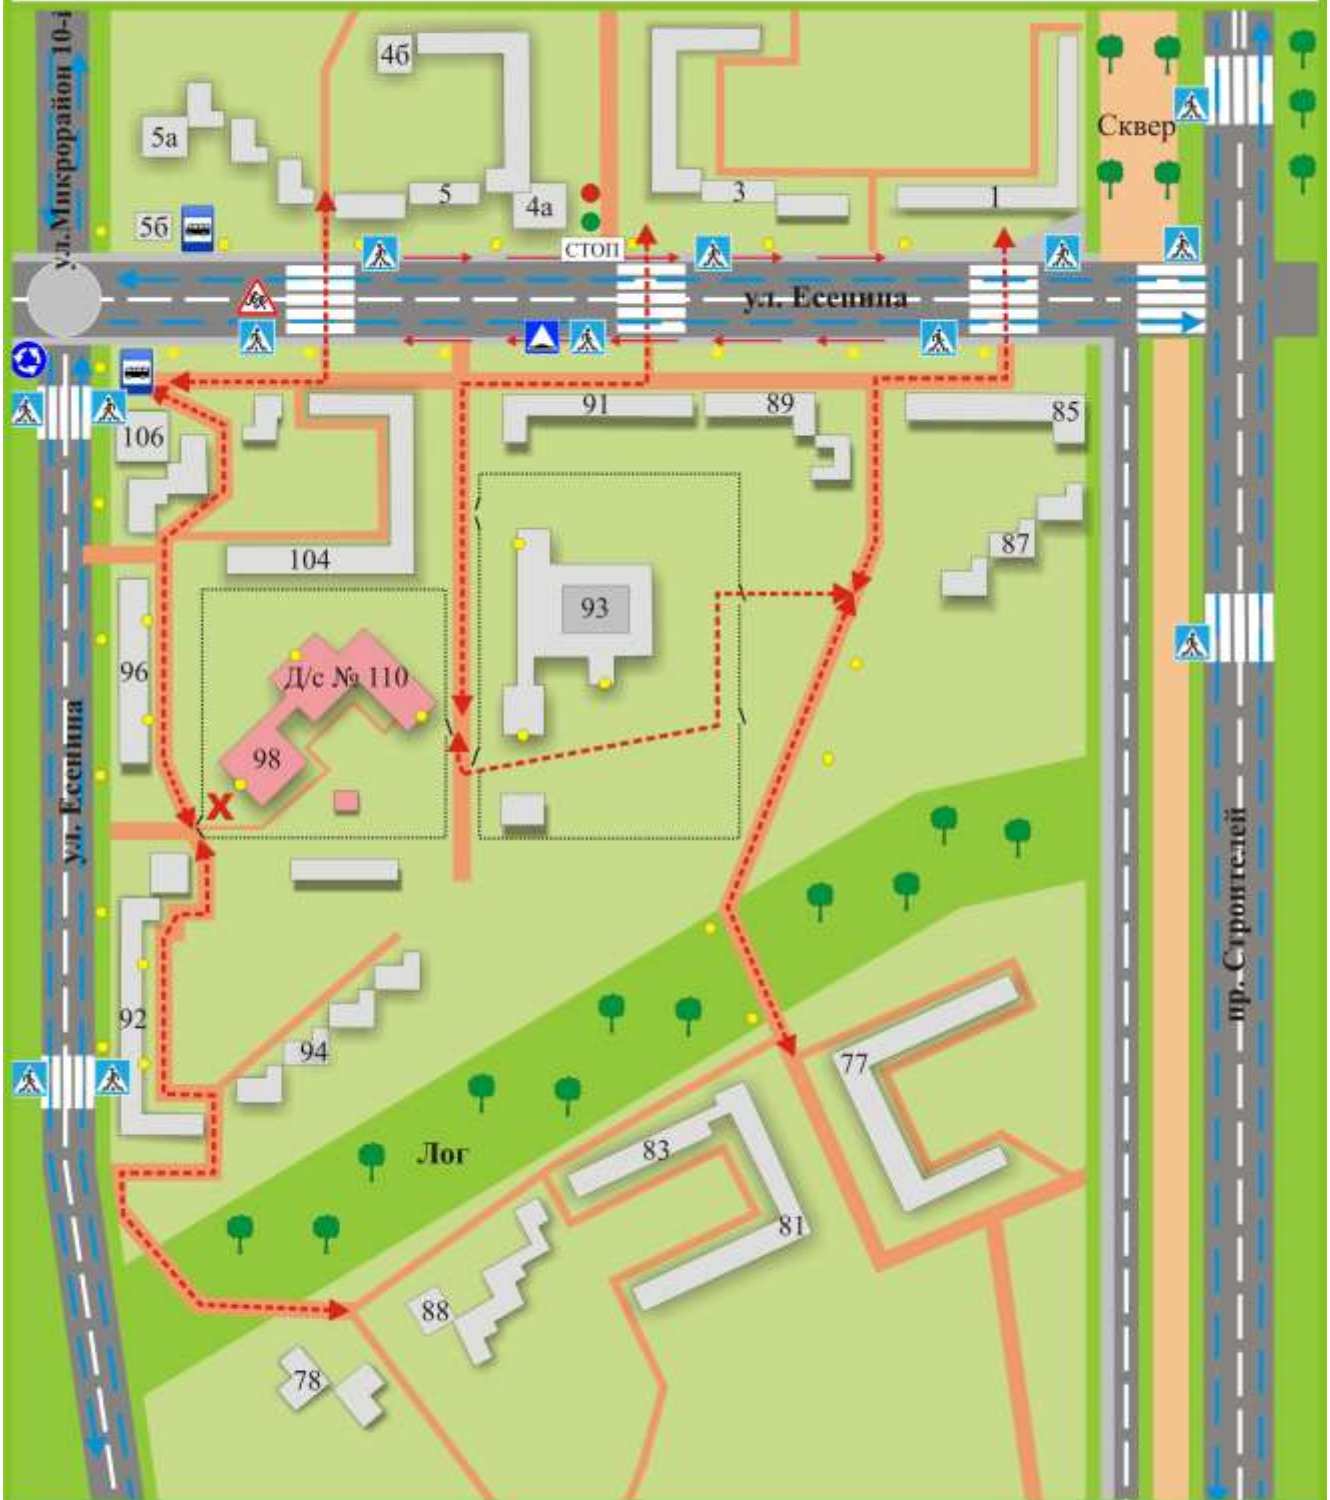 ул.Микрорайон 10-й
4б
5а
5б
5
4а
СТОП
3
1
Сквер
ул. Есенина
106
91
89
85
104
93
87
96
Д/с № 110
98
X
ул. Есенина
92
94
77
пр. Строителей
Лог
83
81
88
78